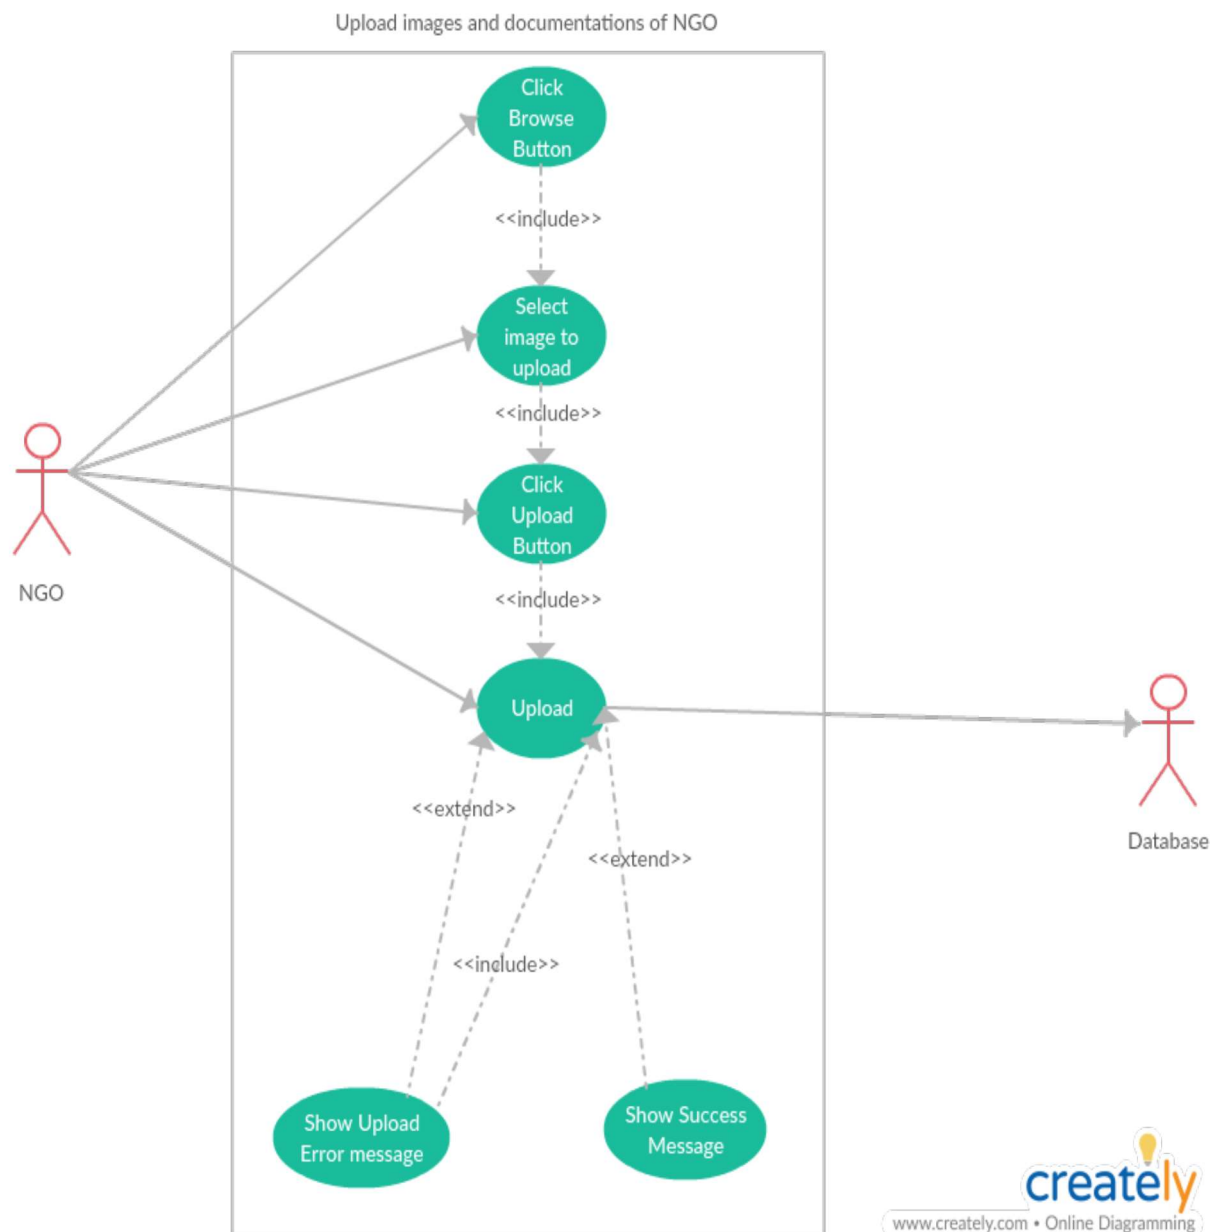 Upload images and documentations of NGO
Click
Browse
Button
<<include>>
Select
image to
upload
<<include>>
Click
Upload
Button
<<include>>
NGO
Upload
<<extend>>
Database
<<extend>>
<<include>>
Show Upload
Error message
Show Success
Message
creately
www.creately.com • Online Diagramming